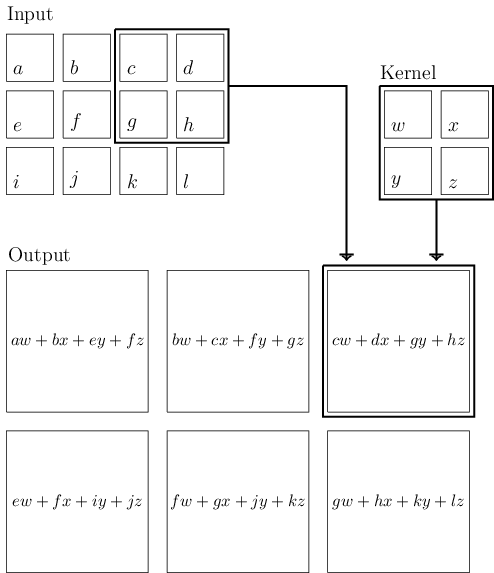 Input
a b c d
Kernel
e f g h
w x
i j k l
y z
Output
aw + bx + ey + fz bw + cx + fy + gz cw + dx + gy + hz
ew + fx + iy + jz fw + gx + jy + kz gw + hx + ky + lz